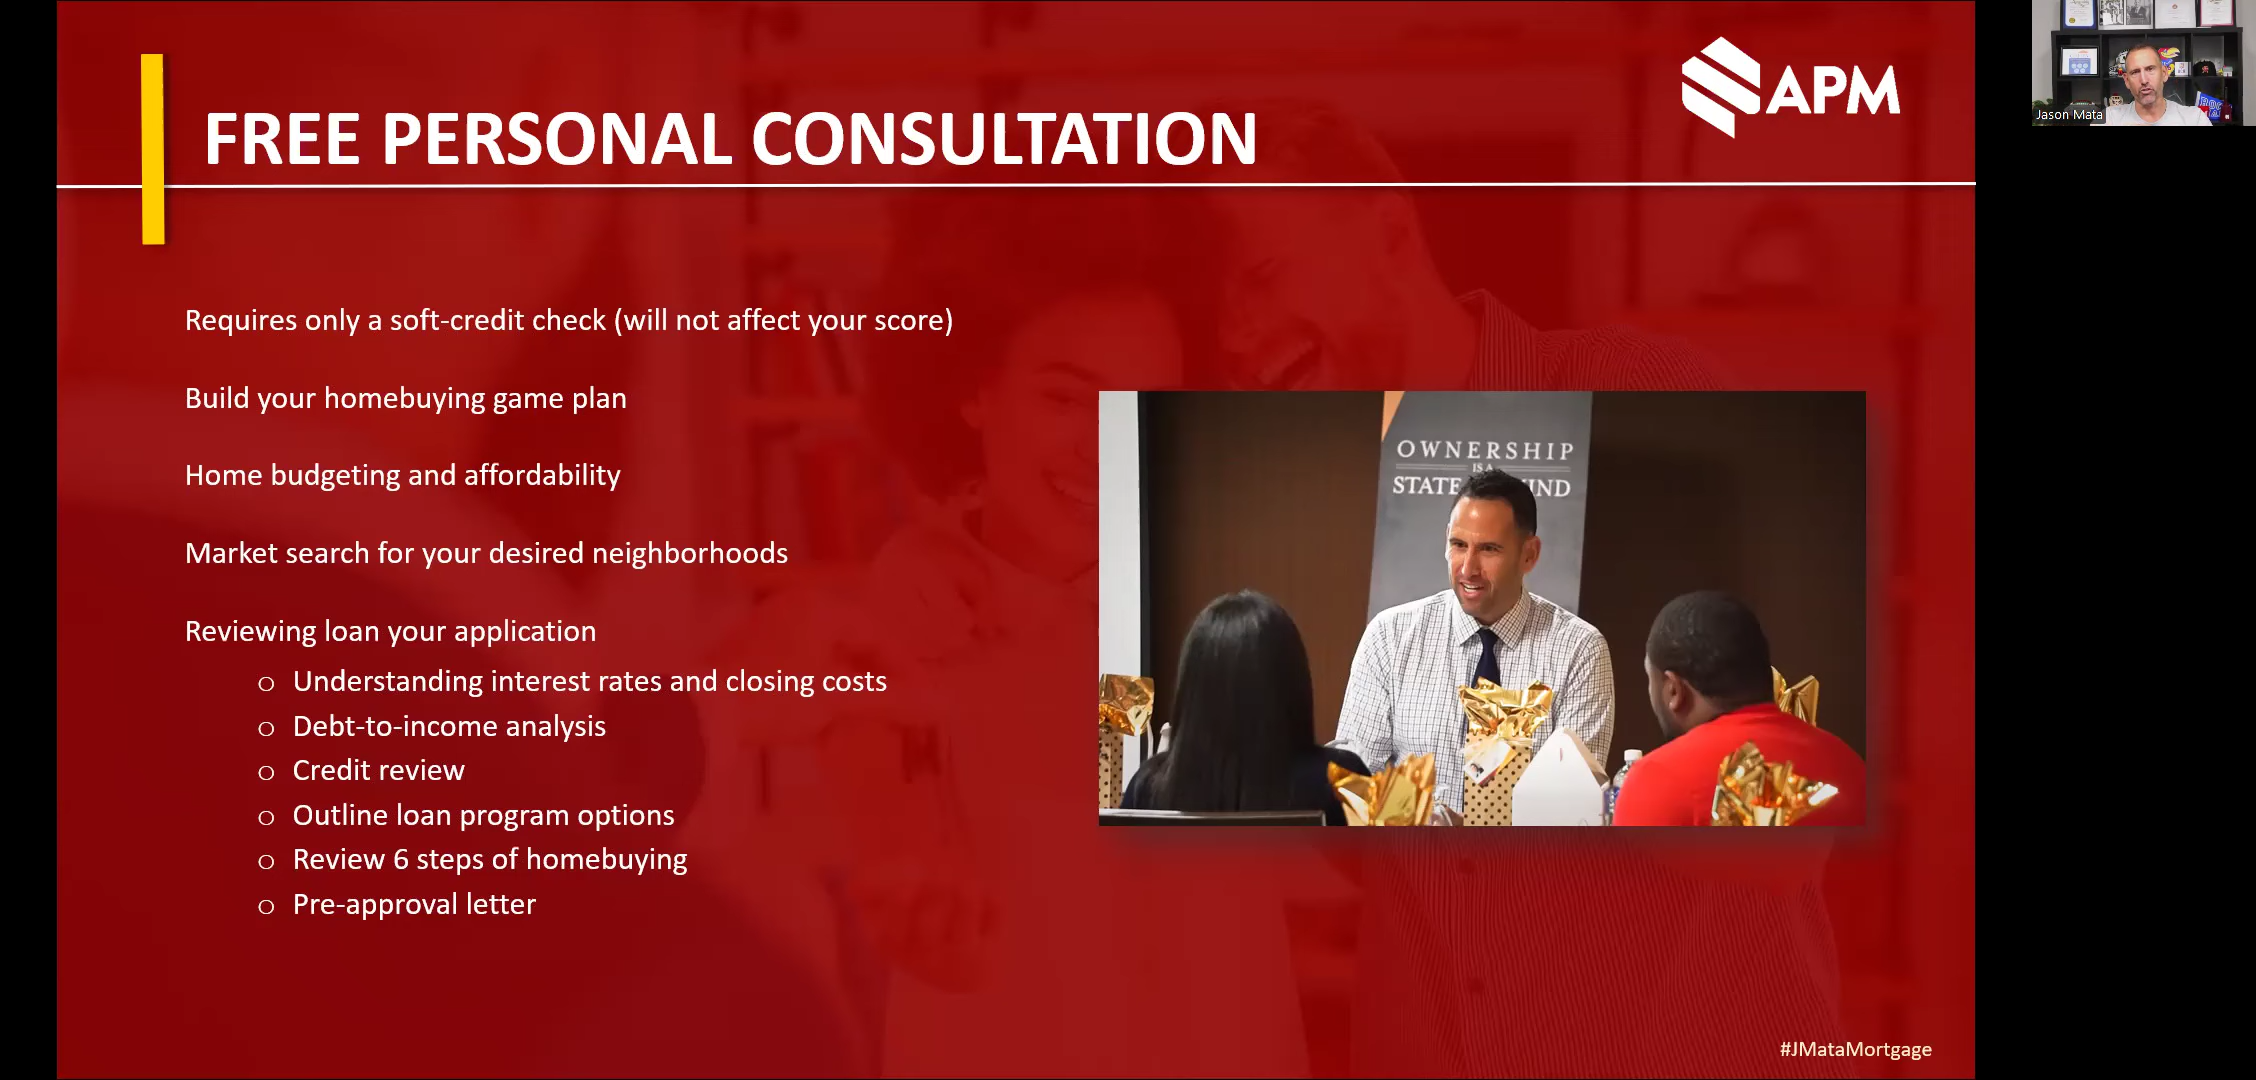 FREE PERSONAL CONSULTATION
APM
Jason Mata
Requires only a soft-credit check (will not affect your score)
Build your homebuying game plan
Home budgeting and affordability
Market search for your desired neighborhoods
Reviewing loan your application
o Understanding interest rates and closing costs
o Debt-to-income analysis
o Credit review
o Outline loan program options
o Review 6 steps of homebuying
o Pre-approval letter
OWNERSHIP
IS A
STATE
#JMataMortgage